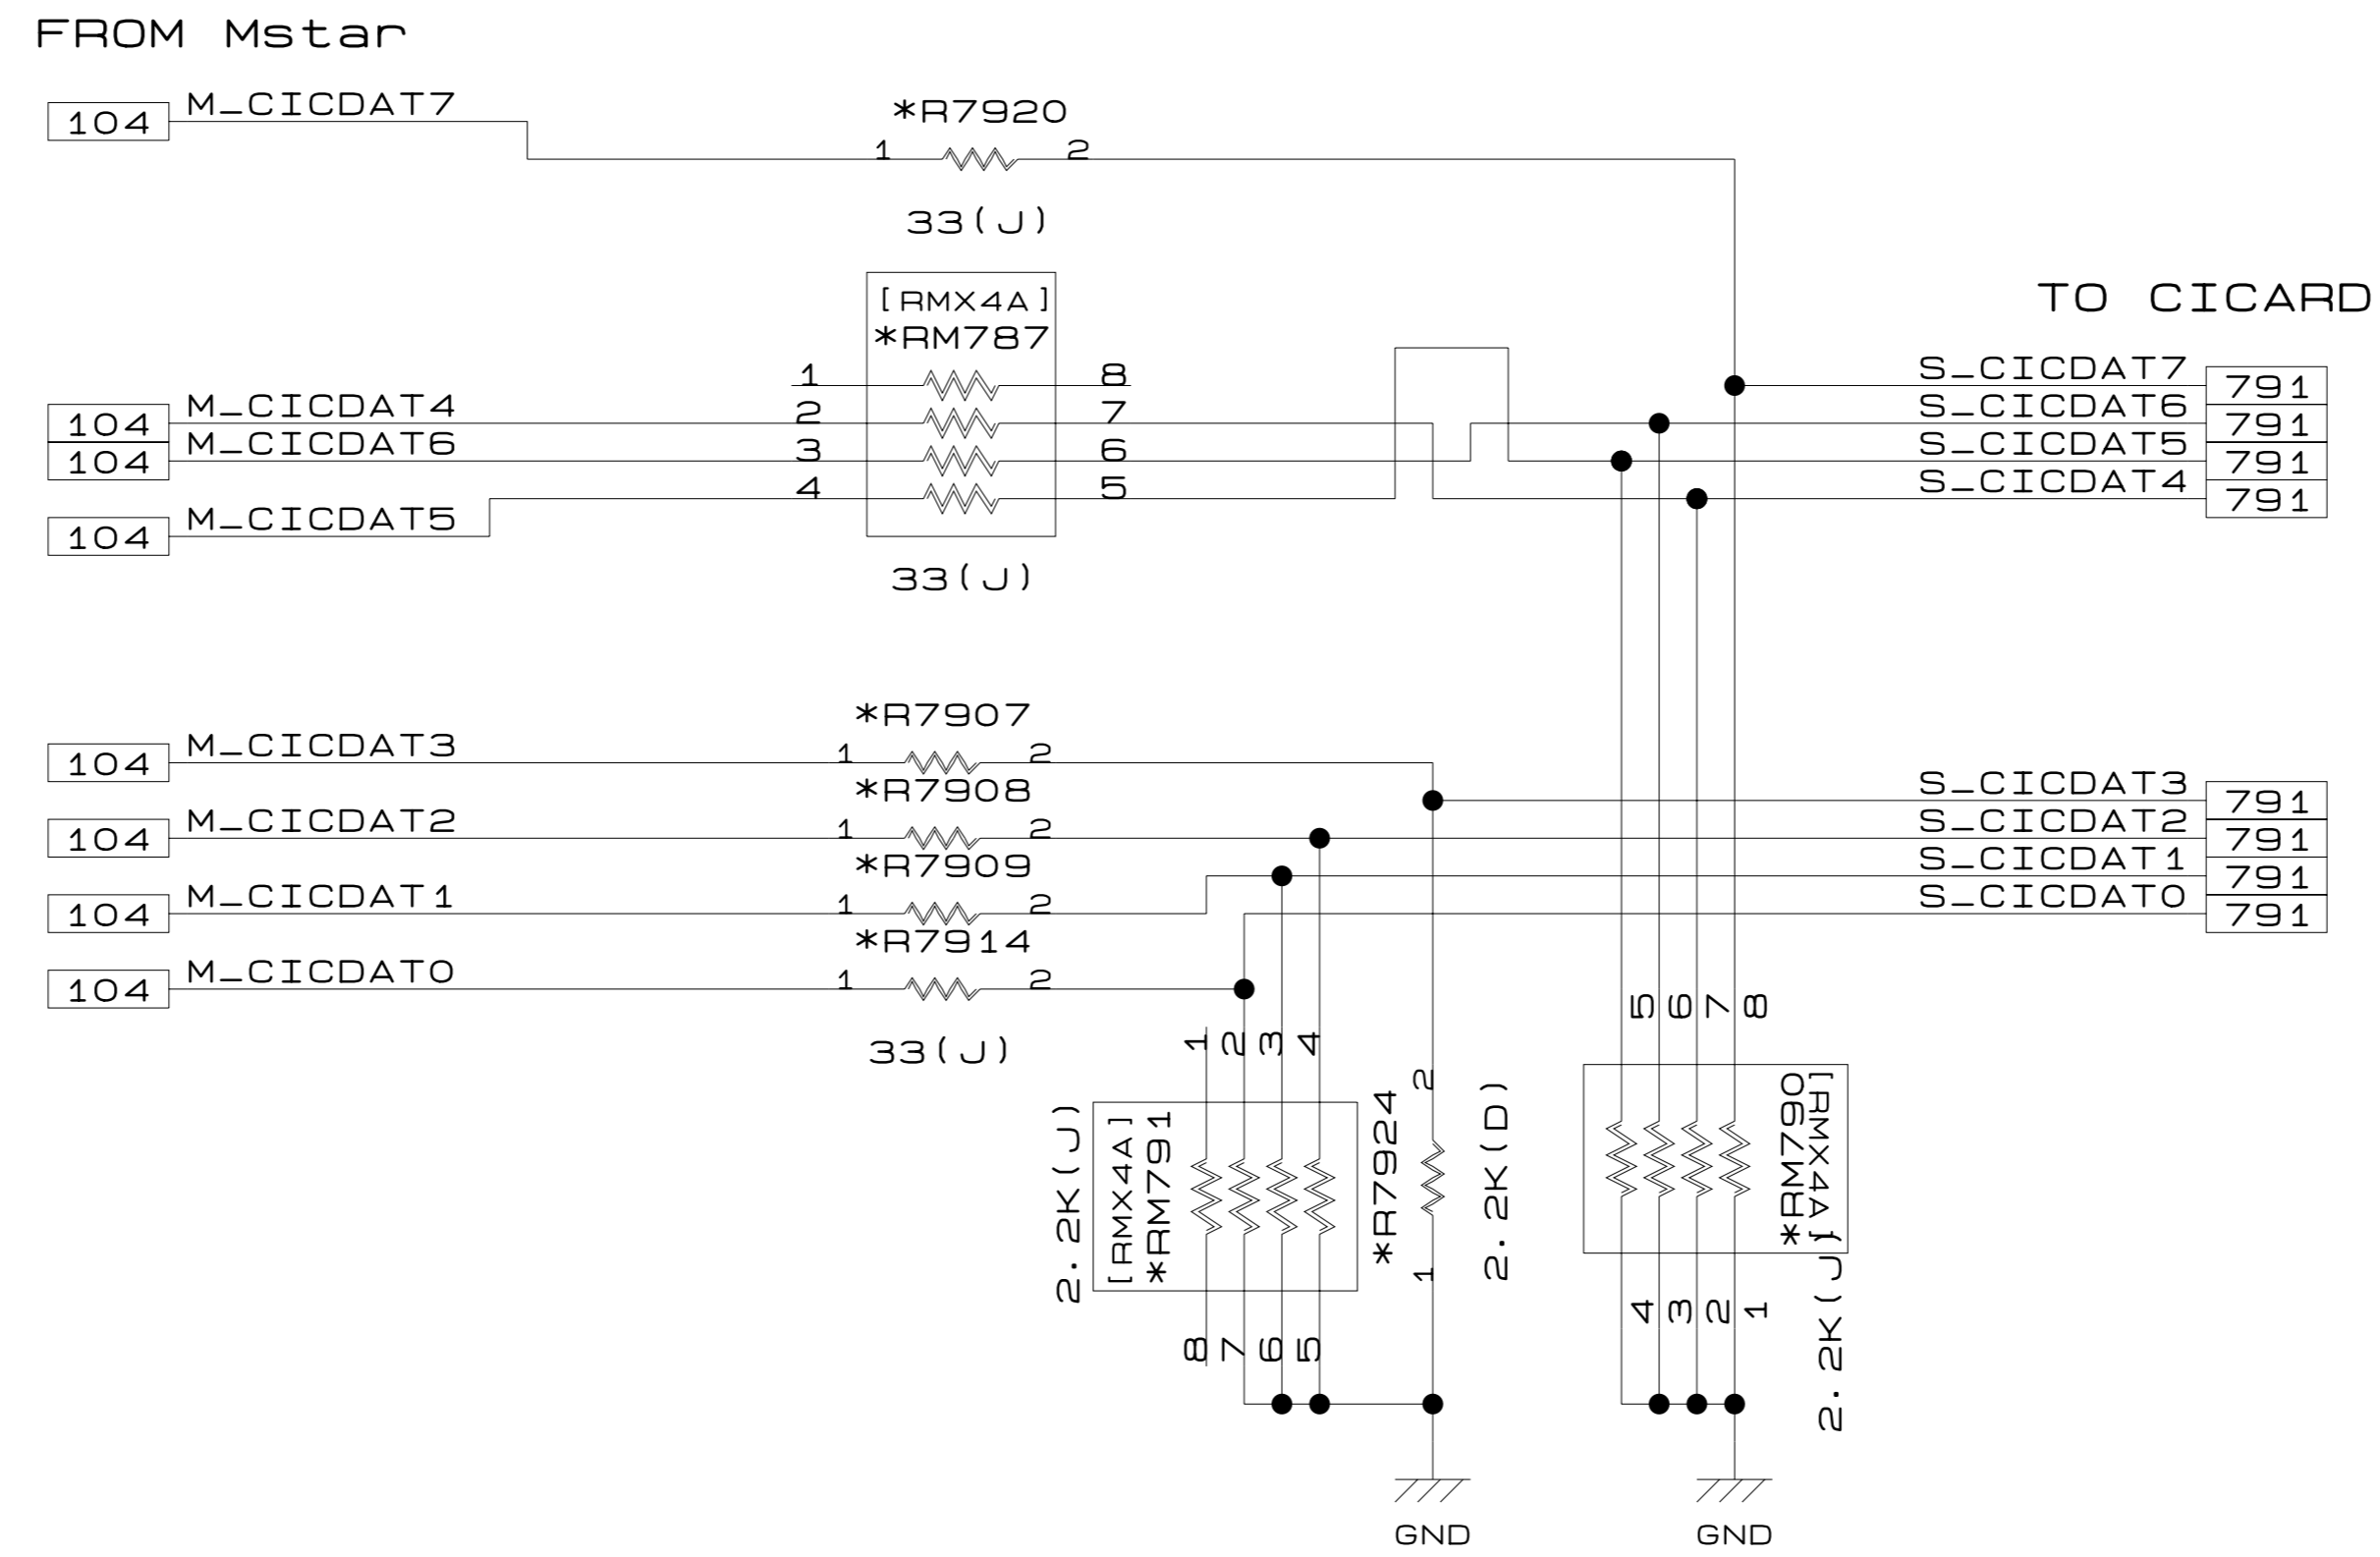 FROM Mstar
104 M_CICDAT7
*R7920
1 2
33(J)
TO CICARD
[RMX4A]
*RM787
1 8
S_CICDAT7 791
104 M_CICDAT4 2 7 S_CICDAT6 791
104 M_CICDAT6 3 6 S_CICDAT5 791
4 5 S_CICDAT4 791
104 M_CICDAT5
33(J)
*R7907
104 M_CICDAT3 1 2
*R7908
S_CICDAT3 791
104 M_CICDAT2 1 2 S_CICDAT2 791
*R7909
S_CICDAT1 791
104 M_CICDAT1 1 2 S_CICDAT0 791
*R7914
104 M_CICDAT0 1 2
33(J)
5 6 7 8
1 2 3 4
2.2K(J)
[RMX4A]
*RM791
8 7 6 5
*R7924
2
1
2.2K(D)
*RM790
[RMX4A]
2.2K(J)
4 3 2 1
GND
GND